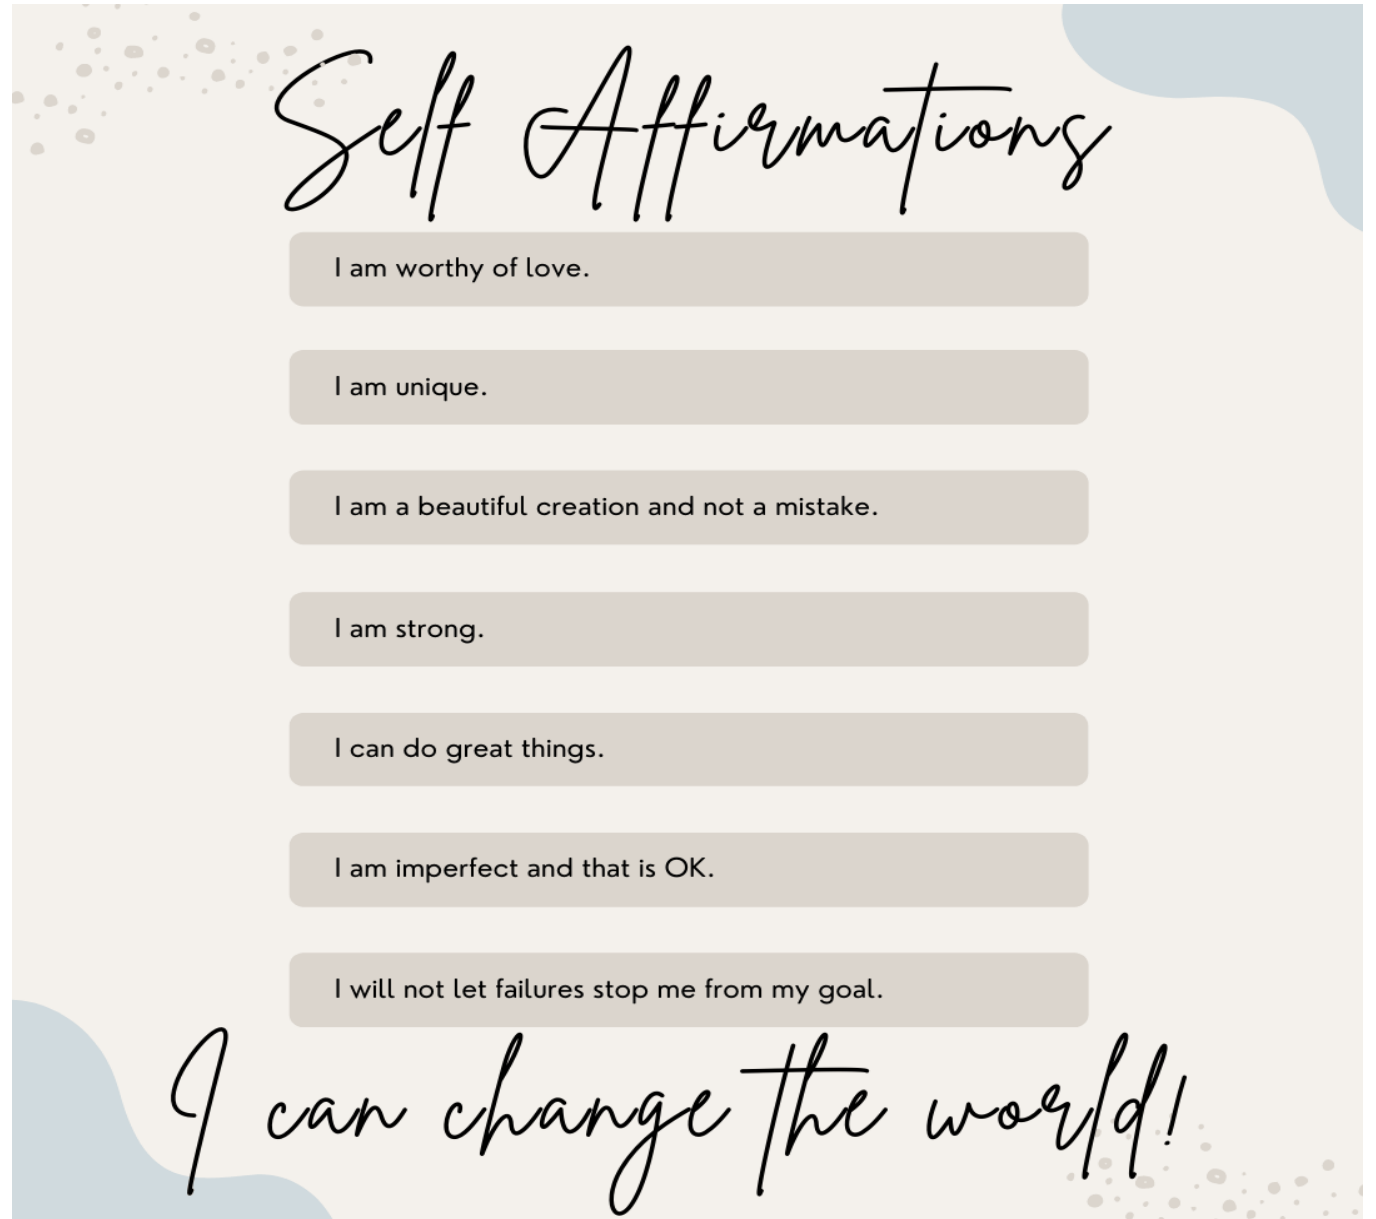 Self Affirmations
I am worthy of love.
I am unique.
I am a beautiful creation and not a mistake.
I am strong.
I can do great things.
I am imperfect and that is OK.
I will not let failures stop me from my goal.
I can change the world!